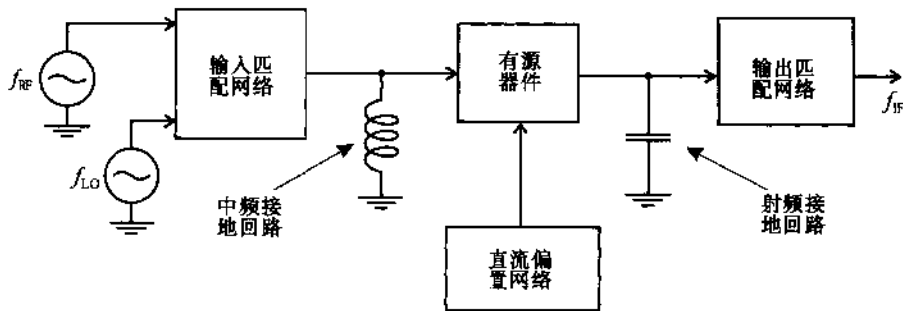 f_RF
f_LO
输入匹
配网络
中频接
地回路
有源
器件
直流偏
置网络
射频接
地回路
输出匹
配网络
f_IF